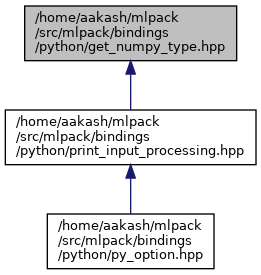 /home/aakash/mlpack
/src/mlpack/bindings
/python/get_numpy_type.hpp
/home/aakash/mlpack
/src/mlpack/bindings
/python/print_input_processing.hpp
/home/aakash/mlpack
/src/mlpack/bindings
/python/py_option.hpp